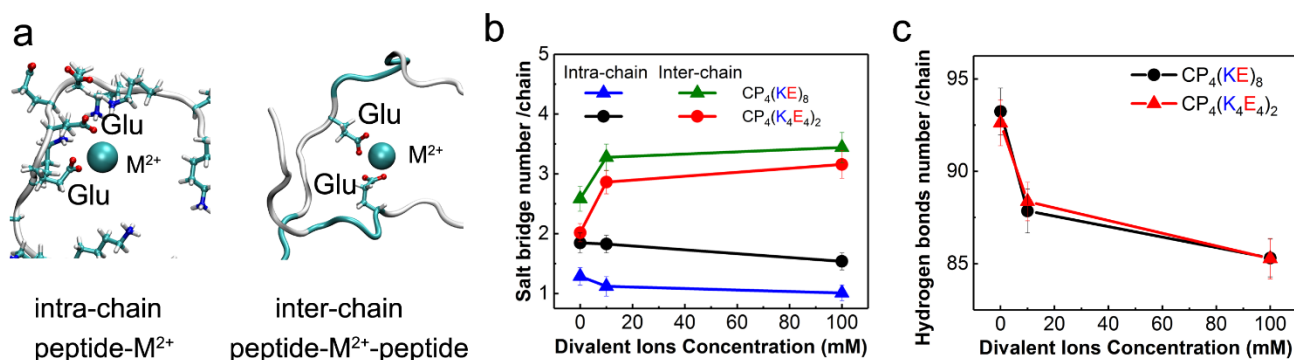 a
Glu
M²⁺
Glu
intra-chain
peptide-M²⁺
Glu
M²⁺
Glu
inter-chain
peptide-M²⁺-peptide
b
Salt bridge number /chain
5
4
3
2
1
Intra-chain Inter-chain
CP₄(KE)₈
CP₄(K₄E₄)₂
0 20 40 60 80 100
Divalent Ions Concentration (mM)
c
Hydrogen bonds number /chain
95
90
85
CP₄(KE)₈
CP₄(K₄E₄)₂
0 20 40 60 80 100
Divalent Ions Concentration (mM)